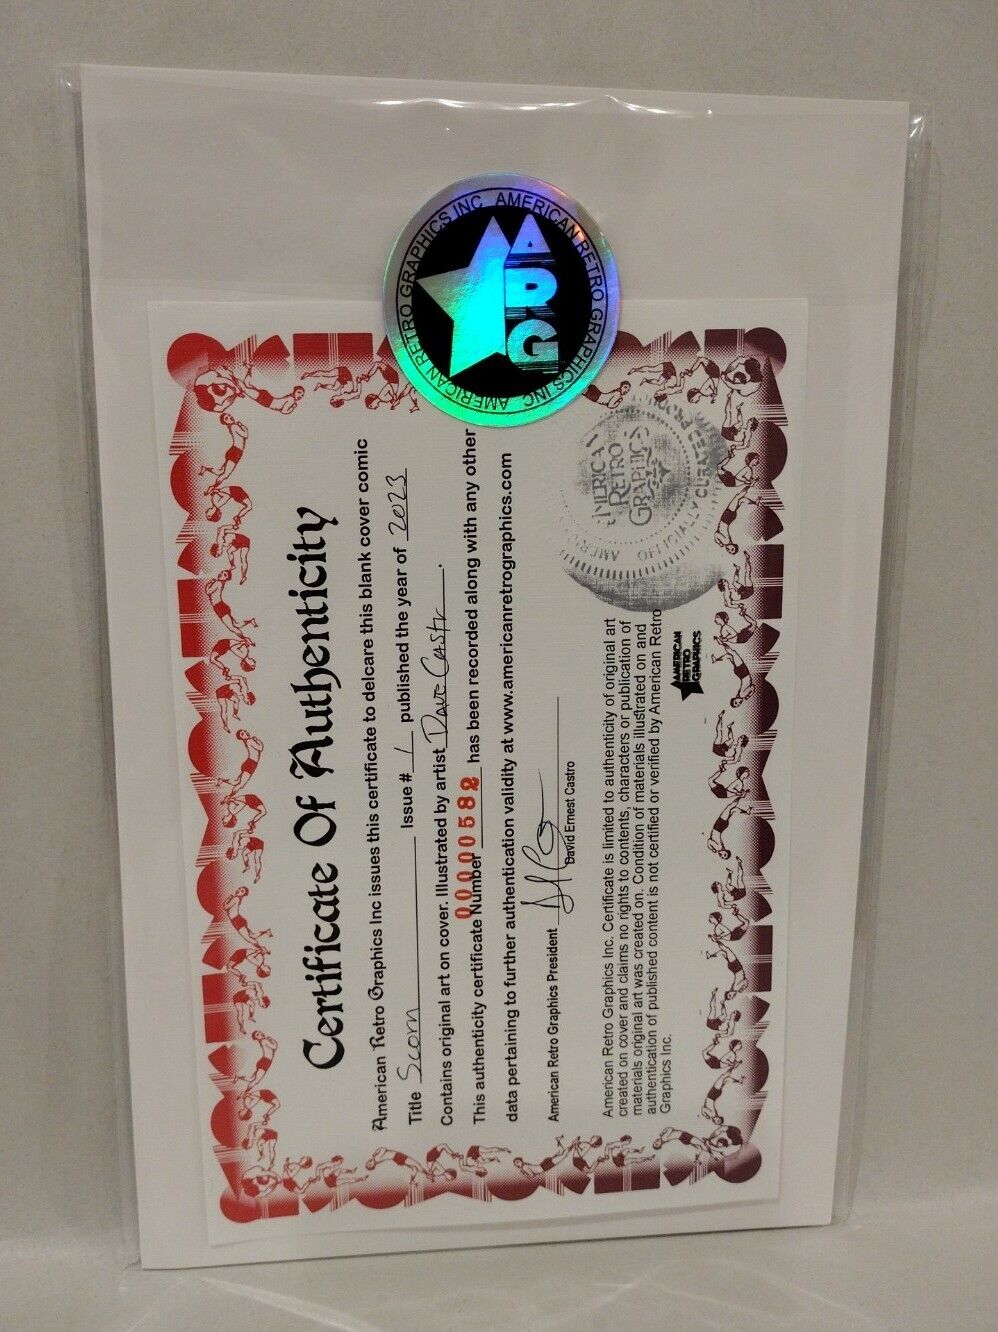 AMERICAN RETRO GRAPHICS INC AMERICAN RETRO GRAPHICS INC
ARG
Certificate Of Authenticity
American Retro Graphics Inc issues this certificate to delcare this blank cover comic
Title Scorn Issue # 1 published the year of 2023
Contains original art on cover. Illustrated by artist Dave Castr.
This authenticity certificate Number 00000582 has been recorded along with any other
data pertaining to further authentication validity at www.americanretrographics.com
American Retro Graphics President
David Ernest Castro
American Retro Graphics Inc. Certificate is limited to authenticity of original art
created on cover and claims no rights to contents, characters or publication of
materials original art was created on. Condition of materials illustrated on and
authentication of published content is not certified or verified by American Retro
Graphics Inc.
AMERICAN
RETRO
GRAPHICS
AMERICAN
RETRO
GRAPHICS
OFFICIALLY CURATED